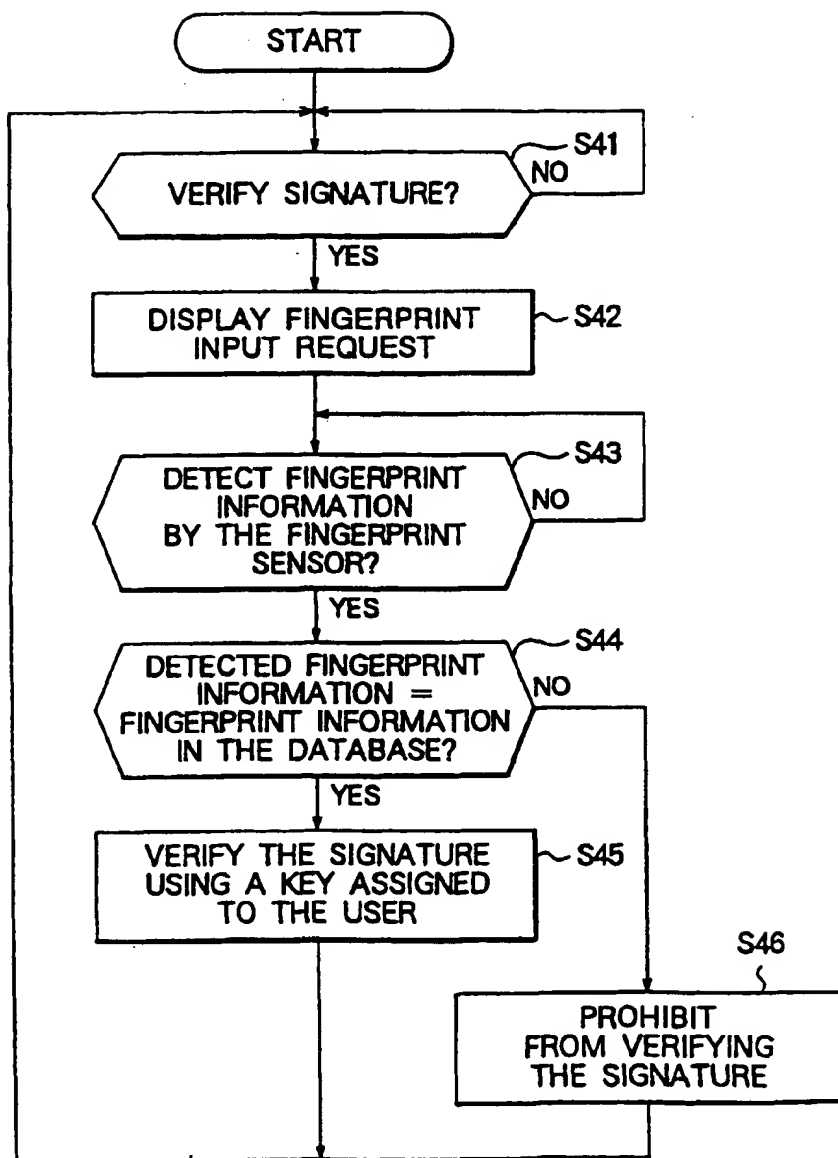 START
S41
NO
VERIFY SIGNATURE?
YES
DISPLAY FINGERPRINT
INPUT REQUEST
S42
S43
DETECT FINGERPRINT
INFORMATION
BY THE FINGERPRINT
SENSOR?
NO
YES
S44
DETECTED FINGERPRINT
INFORMATION =
FINGERPRINT INFORMATION
IN THE DATABASE?
NO
YES
VERIFY THE SIGNATURE
USING A KEY ASSIGNED
TO THE USER
S45
S46
PROHIBIT
FROM VERIFYING
THE SIGNATURE